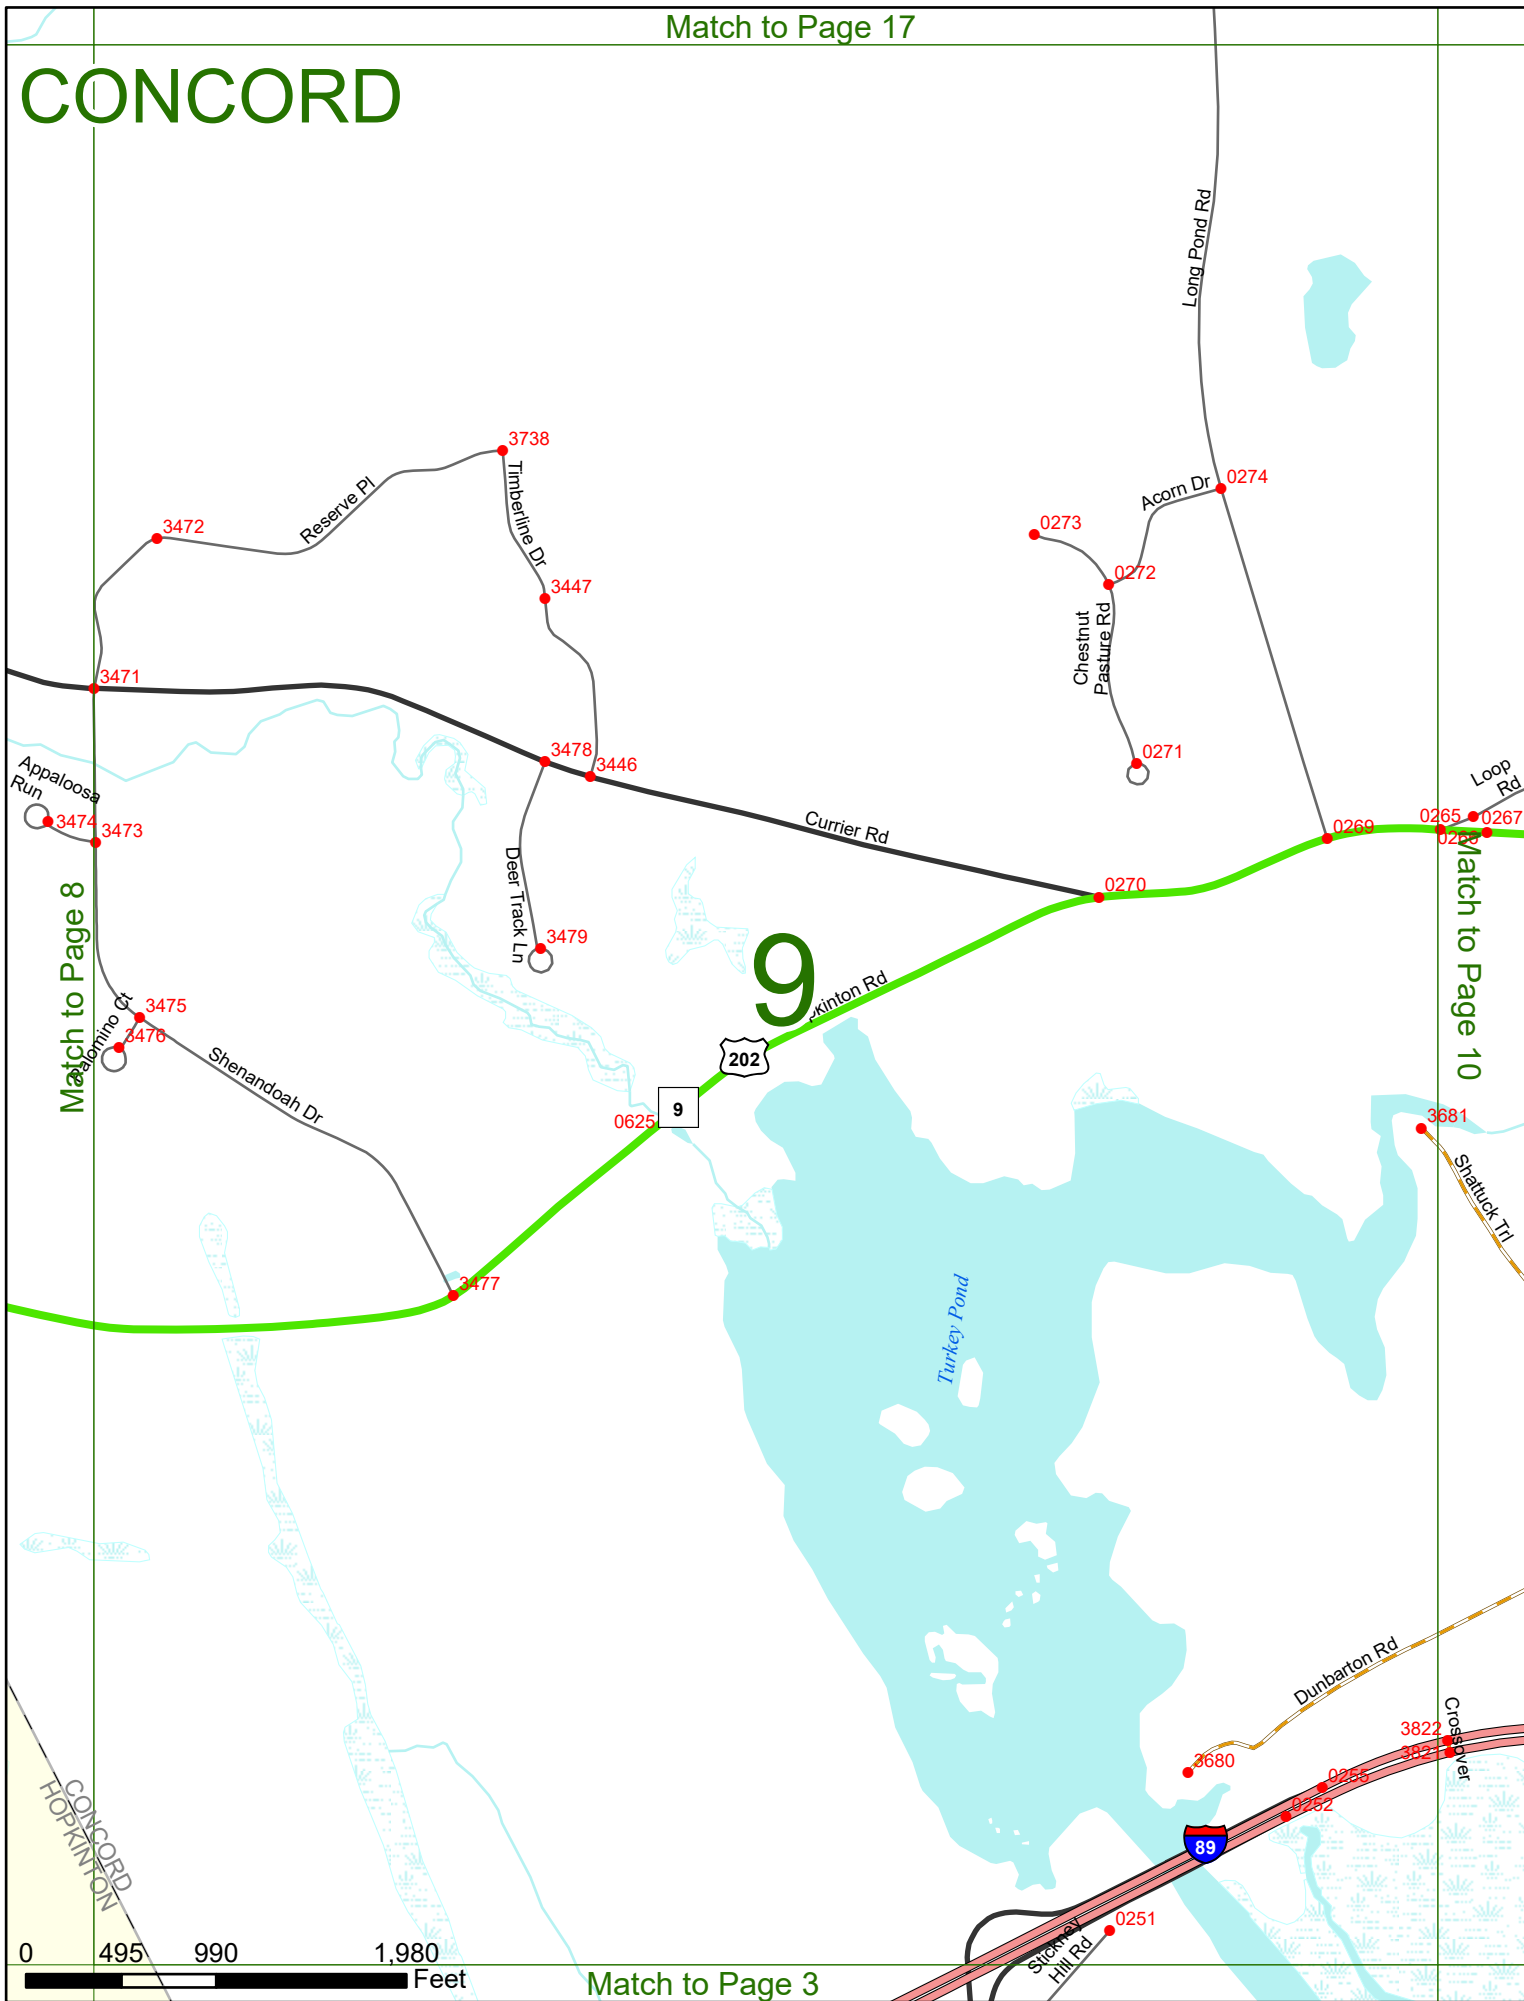 Match to Page 17
CONCORD
Long Pond Rd
3738
Timberline Dr
Reserve Pl
3472
3447
0274
Acorn Dr
0273
0272
Chestnut
Pasture Rd
3471
3478
3446
0271
Appaloosa
Run
3474
3473
Currier Rd
Loop
Rd
0265
0267
0266
0269
0270
Deer Track Ln
3479
9
Match to Page 8
Match to Page 10
3475
3476
Palomino Ct
Shenandoah Dr
kinton Rd
202
9
0625
3681
Shattuck Trl
3477
Turkey Pond
Dunbarton Rd
Crossover
3822
3821
3680
0255
0252
89
CONCORD
HOPKINTON
0251
Stickney
Hill Rd
0 495 990 1,980
Feet
Match to Page 3